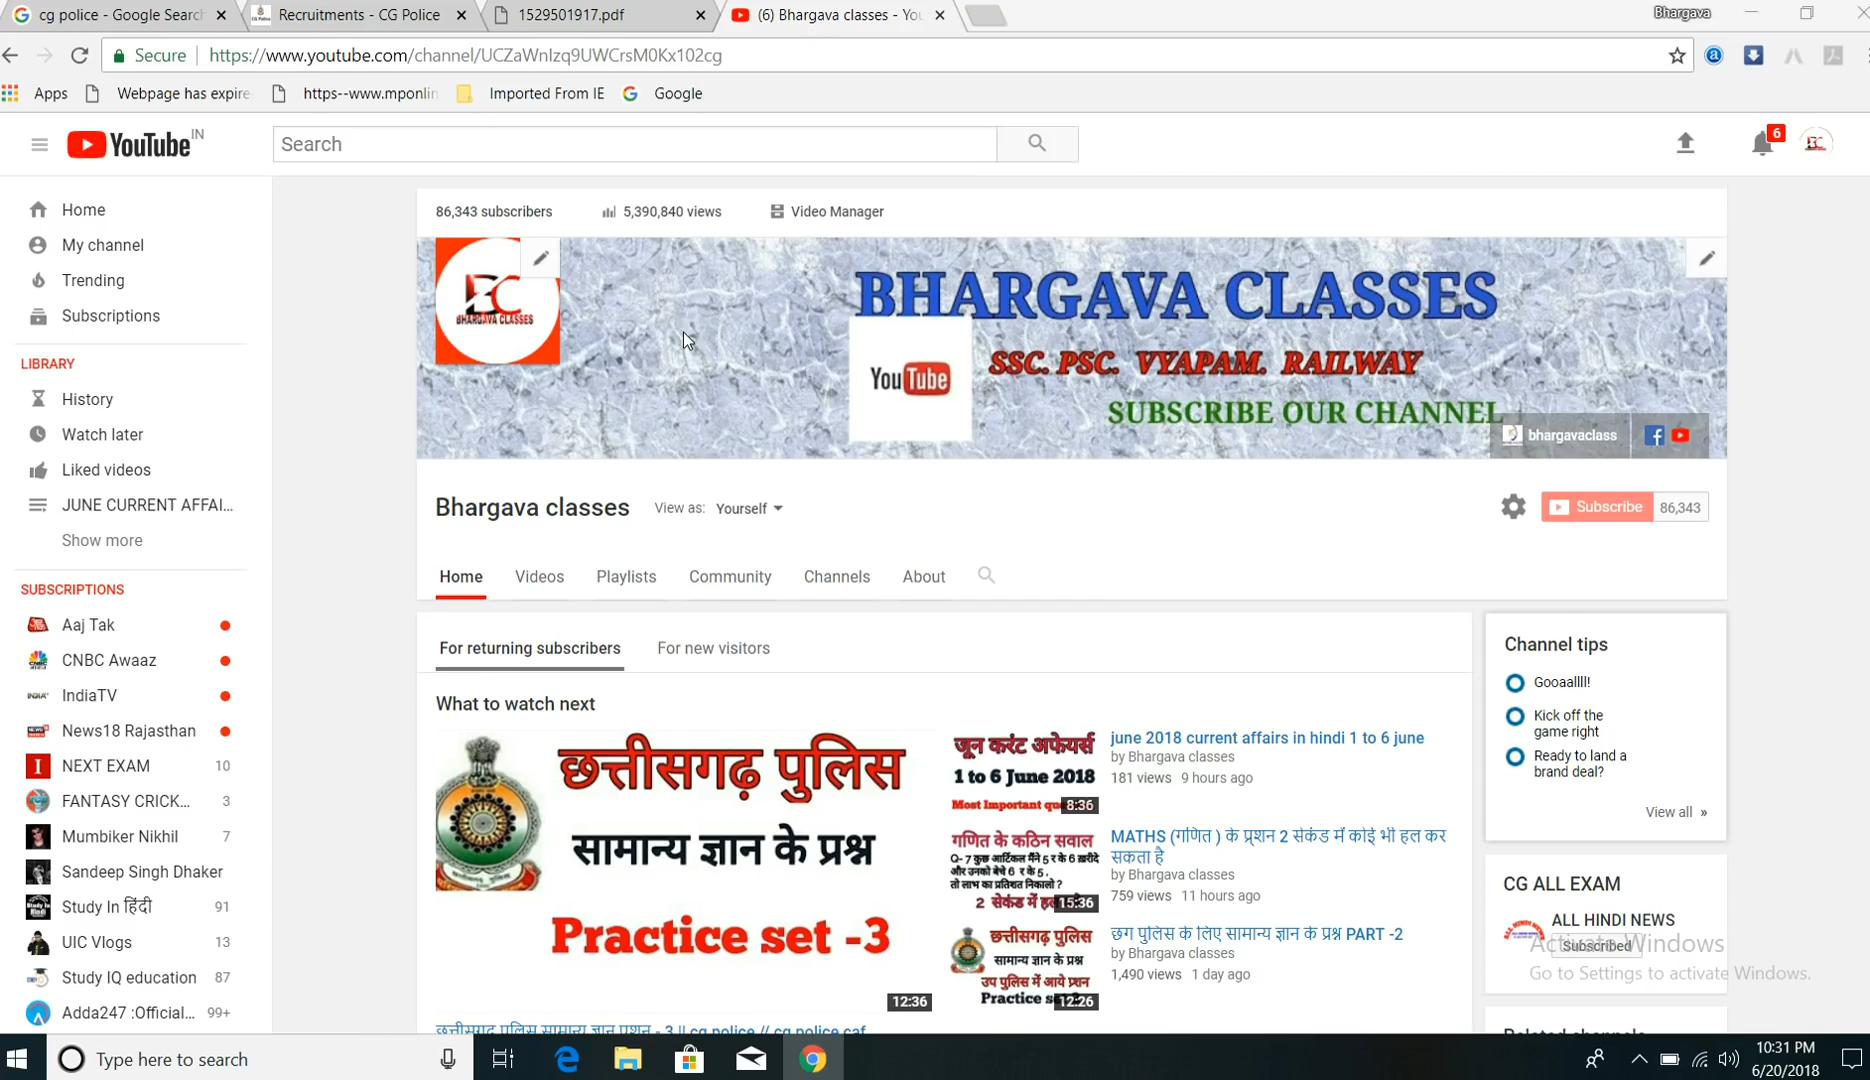 cg police - Google Search
Recruitments - CG Police
1529501917.pdf
(6) Bhargava classes - You
Bhargava
Secure
https://www.youtube.com/channel/UCZaWnIzq9UWCrsM0Kx102cg
Apps
Webpage has expire
https--www.mponlin
Imported From IE
Google
YouTube IN
Search
6
Home
My channel
Trending
Subscriptions
LIBRARY
History
Watch later
Liked videos
JUNE CURRENT AFFAI...
Show more
SUBSCRIPTIONS
Aaj Tak
CNBC Awaaz
IndiaTV
News18 Rajasthan
NEXT EXAM 10
FANTASY CRICK... 3
Mumbiker Nikhil 7
Sandeep Singh Dhaker
Study In हिंदी 91
UIC Vlogs 13
Study IQ education 87
Adda247 :Official... 99+
86,343 subscribers
5,390,840 views
Video Manager
BHARGAVA CLASSES
BHARGAVA CLASSES
YouTube
SSC. PSC. VYAPAM. RAILWAY
SUBSCRIBE OUR CHANNEL
bhargavaclass
Bhargava classes
View as: Yourself
Subscribe 86,343
Home Videos Playlists Community Channels About
For returning subscribers
For new visitors
What to watch next
छत्तीसगढ़ पुलिस
सामान्य ज्ञान के प्रश्न
Practice set -3
12:36
छत्तीसगढ पुलिस सामान्य ज्ञान प्रशन - 3 || cg police // cg police caf
जून करंट अफेयर्स
1 to 6 June 2018
Most Important qu
8:36
june 2018 current affairs in hindi 1 to 6 june
by Bhargava classes
181 views 9 hours ago
गणित के कठिन सवाल
Q- 7 कुछ आर्टिकल मैंने 5 र के 6 ख़रीदे
और उनको बेचे 6 र के 5 ,
तो लाभ का प्रतिशत निकालो ?
2 सेकंड में ह
15:36
MATHS (गणित ) के प्र्शन 2 सेकंड में कोई भी हल कर
सकता है
by Bhargava classes
759 views 11 hours ago
छत्तीसगढ़ पुलिस
सामान्य ज्ञान के प्रश्न
उप पुलिस में आये प्रशन
Practice se
12:26
छग पुलिस के लिए सामान्य ज्ञान के प्रश्न PART -2
by Bhargava classes
1,490 views 1 day ago
Channel tips
Gooaallll!
Kick off the
game right
Ready to land a
brand deal?
View all »
CG ALL EXAM
ALL HINDI NEWS
Subscribed
Activate Windows
Go to Settings to activate Windows.
Related channels
Type here to search
10:31 PM
6/20/2018